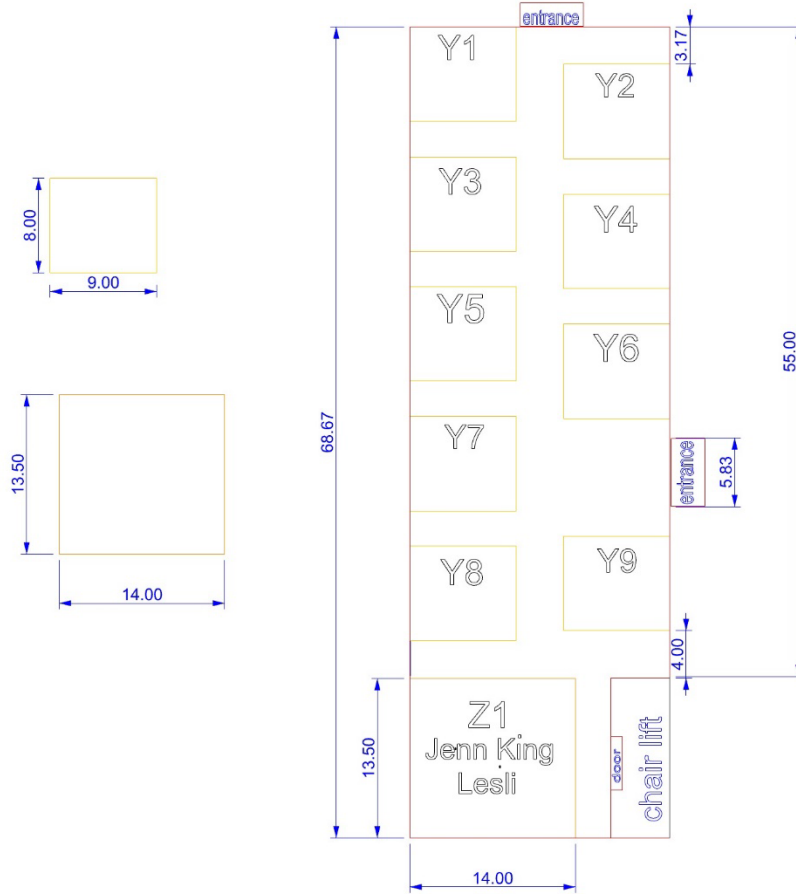 entrance
3.17
Y1
Y2
Y3
Y4
8.00
9.00
Y5
Y6
55.00
68.67
Y7
entrance
5.83
13.50
14.00
Y8
Y9
4.00
Z1
Jenn King
Lesli
13.50
door
chair lift
14.00